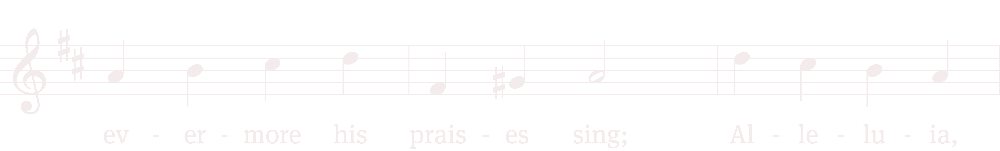 ev - er - more his prais - es sing; Al - le - lu - ia,